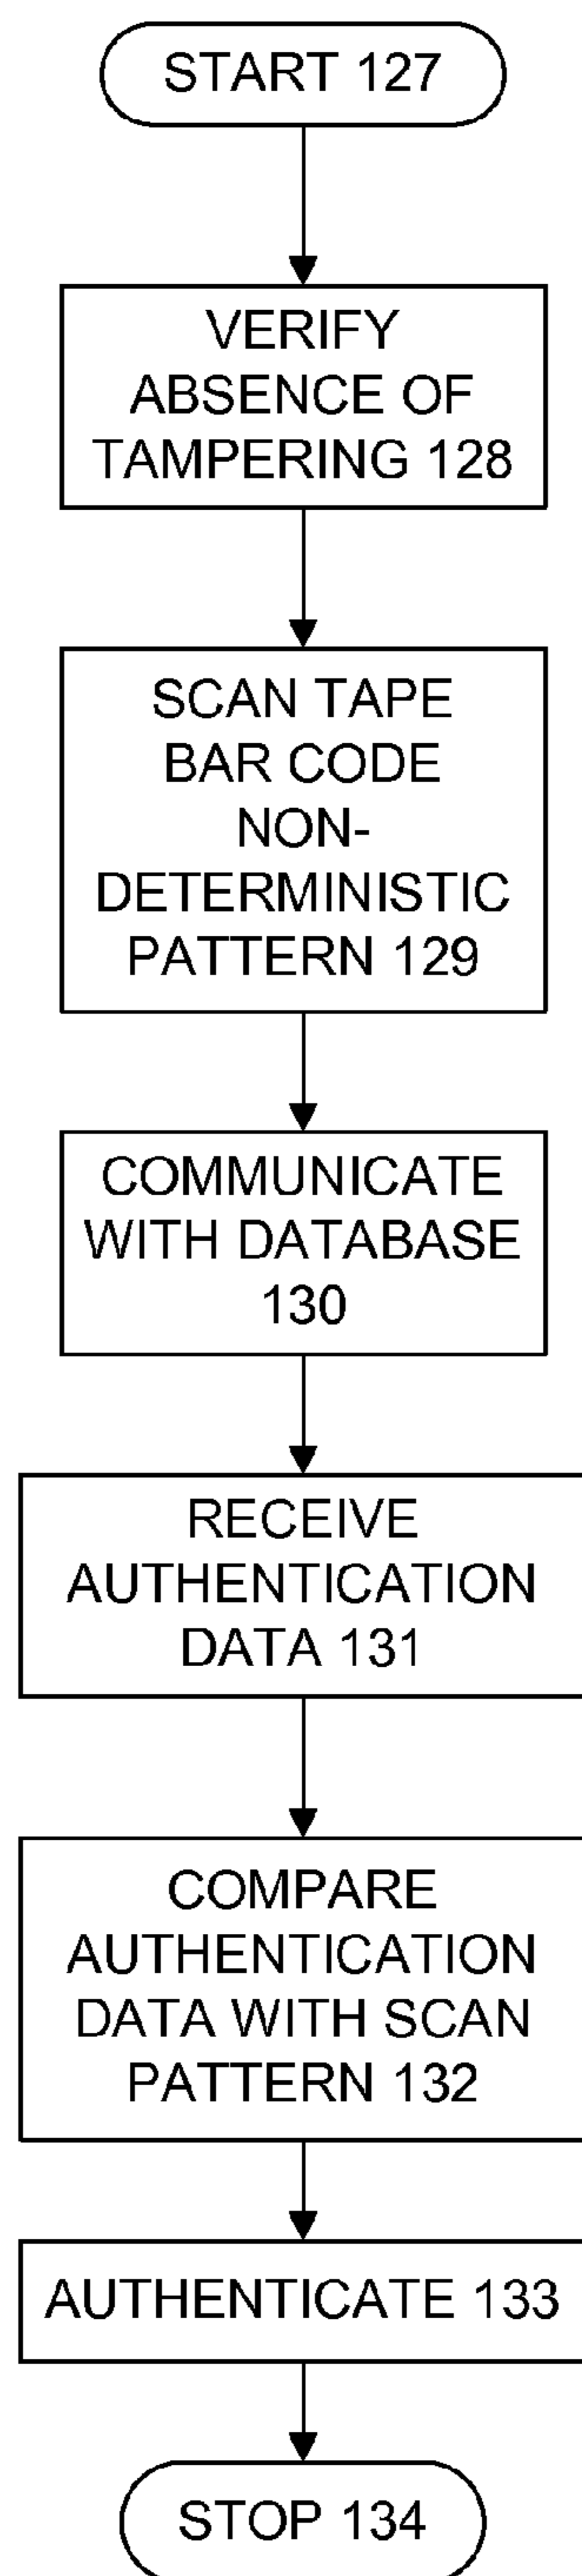 START 127
VERIFY
ABSENCE OF
TAMPERING 128
SCAN TAPE
BAR CODE
NON-
DETERMINISTIC
PATTERN 129
COMMUNICATE
WITH DATABASE
130
RECEIVE
AUTHENTICATION
DATA 131
COMPARE
AUTHENTICATION
DATA WITH SCAN
PATTERN 132
AUTHENTICATE 133
STOP 134